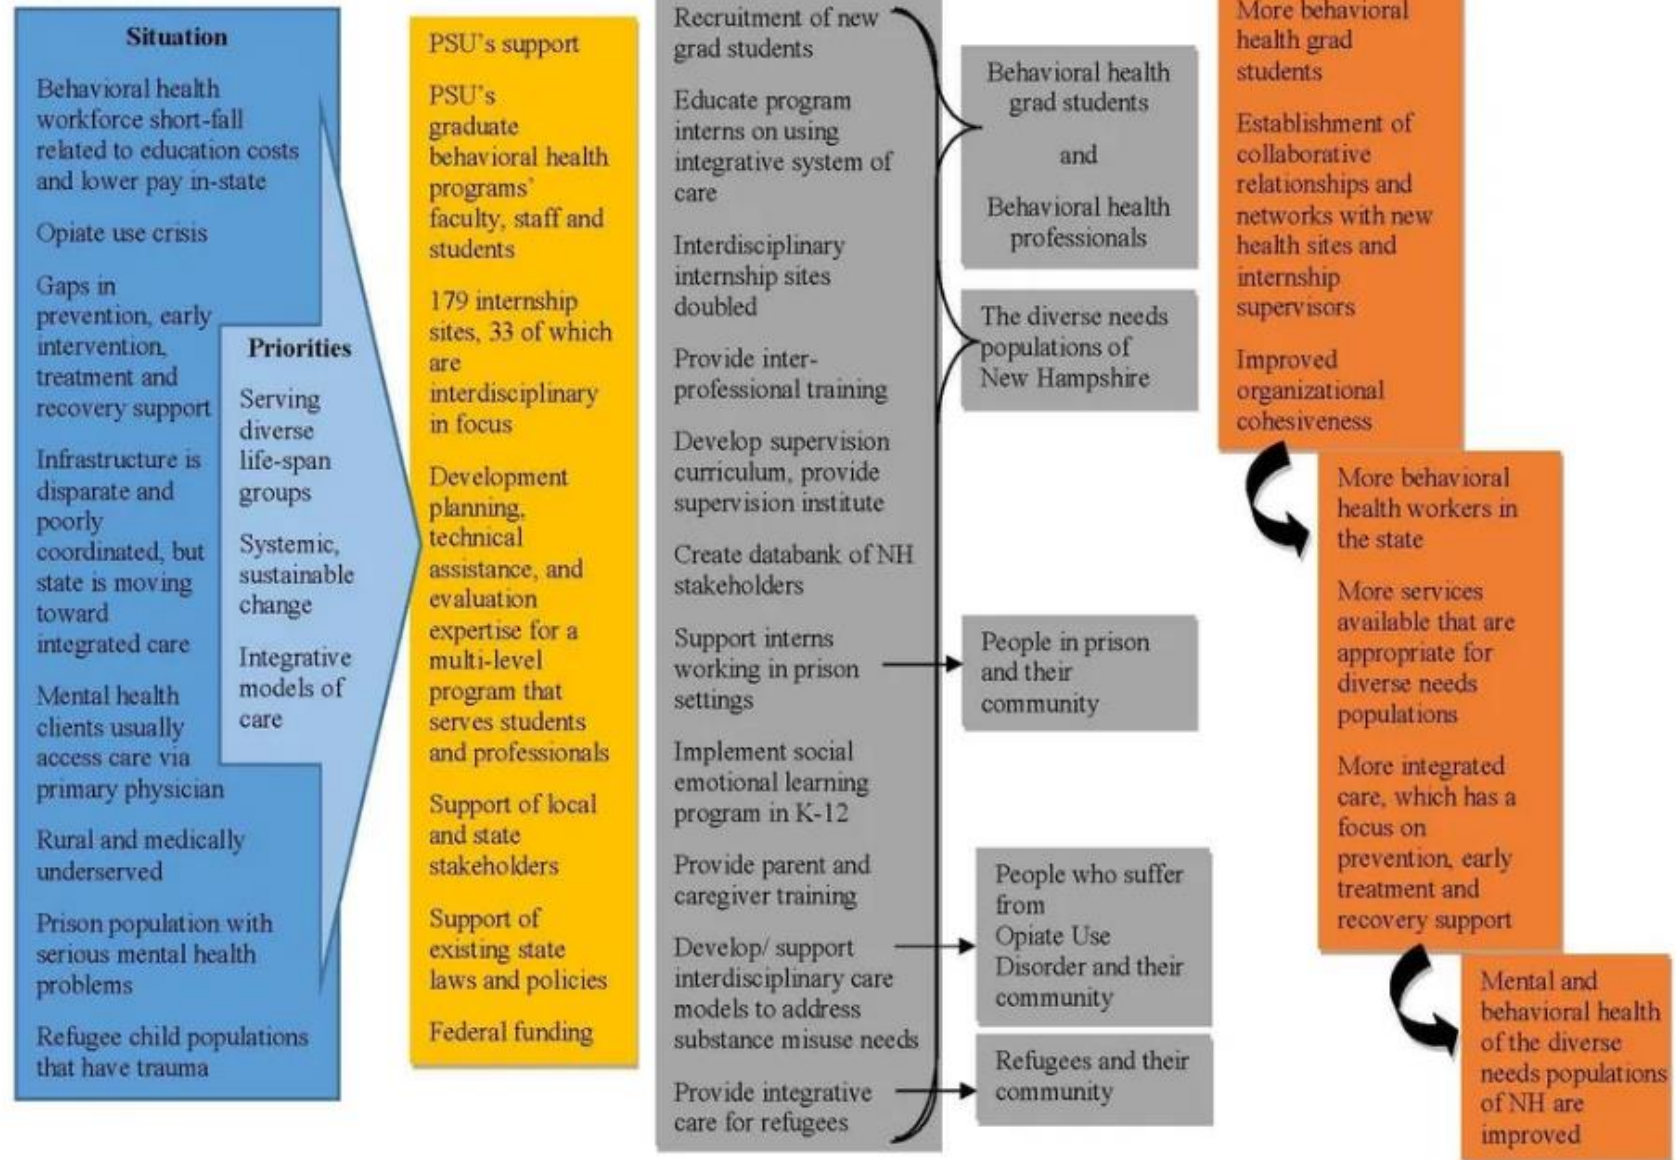 Situation
Behavioral health
workforce short-fall
related to education costs
and lower pay in-state
Opiate use crisis
Gaps in
prevention, early
intervention,
treatment and
recovery support
Infrastructure is
disparate and
poorly
coordinated, but
state is moving
toward
integrated care
Mental health
clients usually
access care via
primary physician
Rural and medically
underserved
Prison population with
serious mental health
problems
Refugee child populations
that have trauma
Priorities
Serving
diverse
life-span
groups
Systemic,
sustainable
change
Integrative
models of
care
PSU's support
PSU's
graduate
behavioral health
programs'
faculty, staff and
students
179 internship
sites, 33 of which
are
interdisciplinary
in focus
Development
planning,
technical
assistance, and
evaluation
expertise for a
multi-level
program that
serves students
and professionals
Support of local
and state
stakeholders
Support of
existing state
laws and policies
Federal funding
Recruitment of new
grad students
Educate program
interns on using
integrative system of
care
Interdisciplinary
internship sites
doubled
Provide inter-
professional training
Develop supervision
curriculum, provide
supervision institute
Create databank of NH
stakeholders
Support interns
working in prison
settings
Implement social
emotional learning
program in K-12
Provide parent and
caregiver training
Develop/ support
interdisciplinary care
models to address
substance misuse needs
Provide integrative
care for refugees
Behavioral health
grad students
and
Behavioral health
professionals
The diverse needs
populations of
New Hampshire
People in prison
and their
community
People who suffer
from
Opiate Use
Disorder and their
community
Refugees and their
community
More behavioral
health grad
students
Establishment of
collaborative
relationships and
networks with new
health sites and
internship
supervisors
Improved
organizational
cohesiveness
More behavioral
health workers in
the state
More services
available that are
appropriate for
diverse needs
populations
More integrated
care, which has a
focus on
prevention, early
treatment and
recovery support
Mental and
behavioral health
of the diverse
needs populations
of NH are
improved